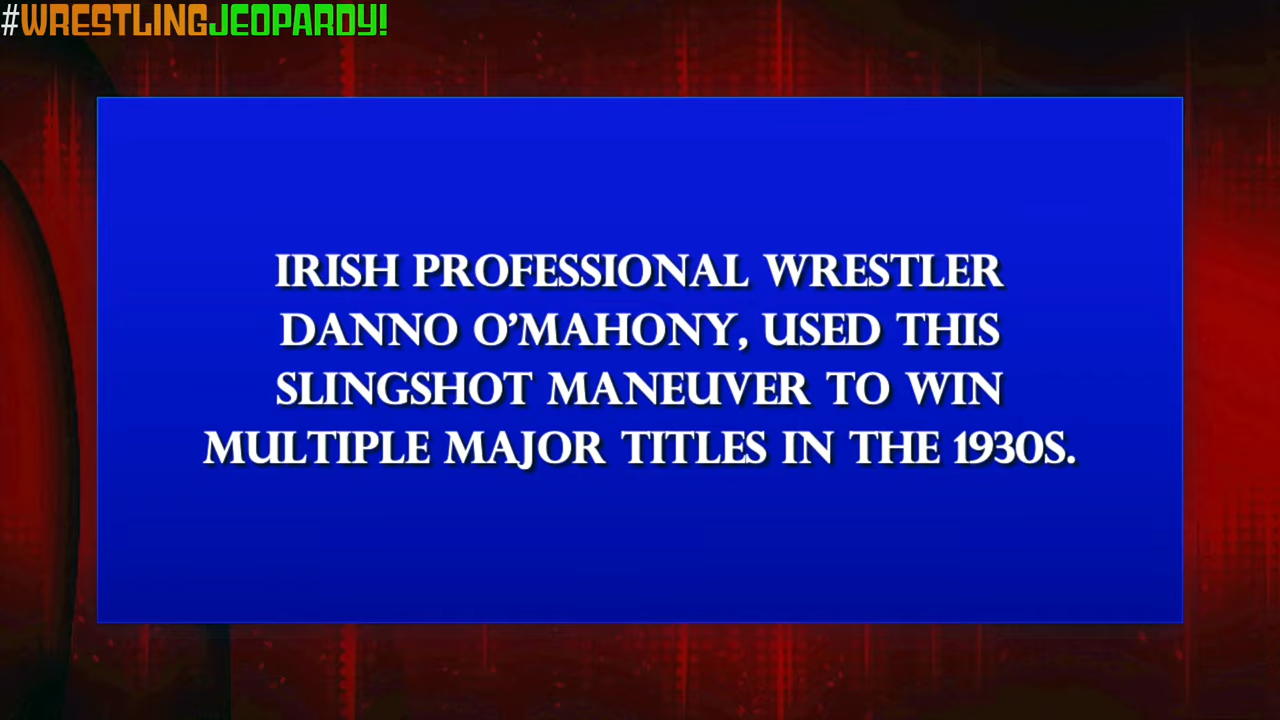 #WRESTLINGJEOPARDY!
IRISH PROFESSIONAL WRESTLER
DANNO O'MAHONY, USED THIS
SLINGSHOT MANEUVER TO WIN
MULTIPLE MAJOR TITLES IN THE 1930S.